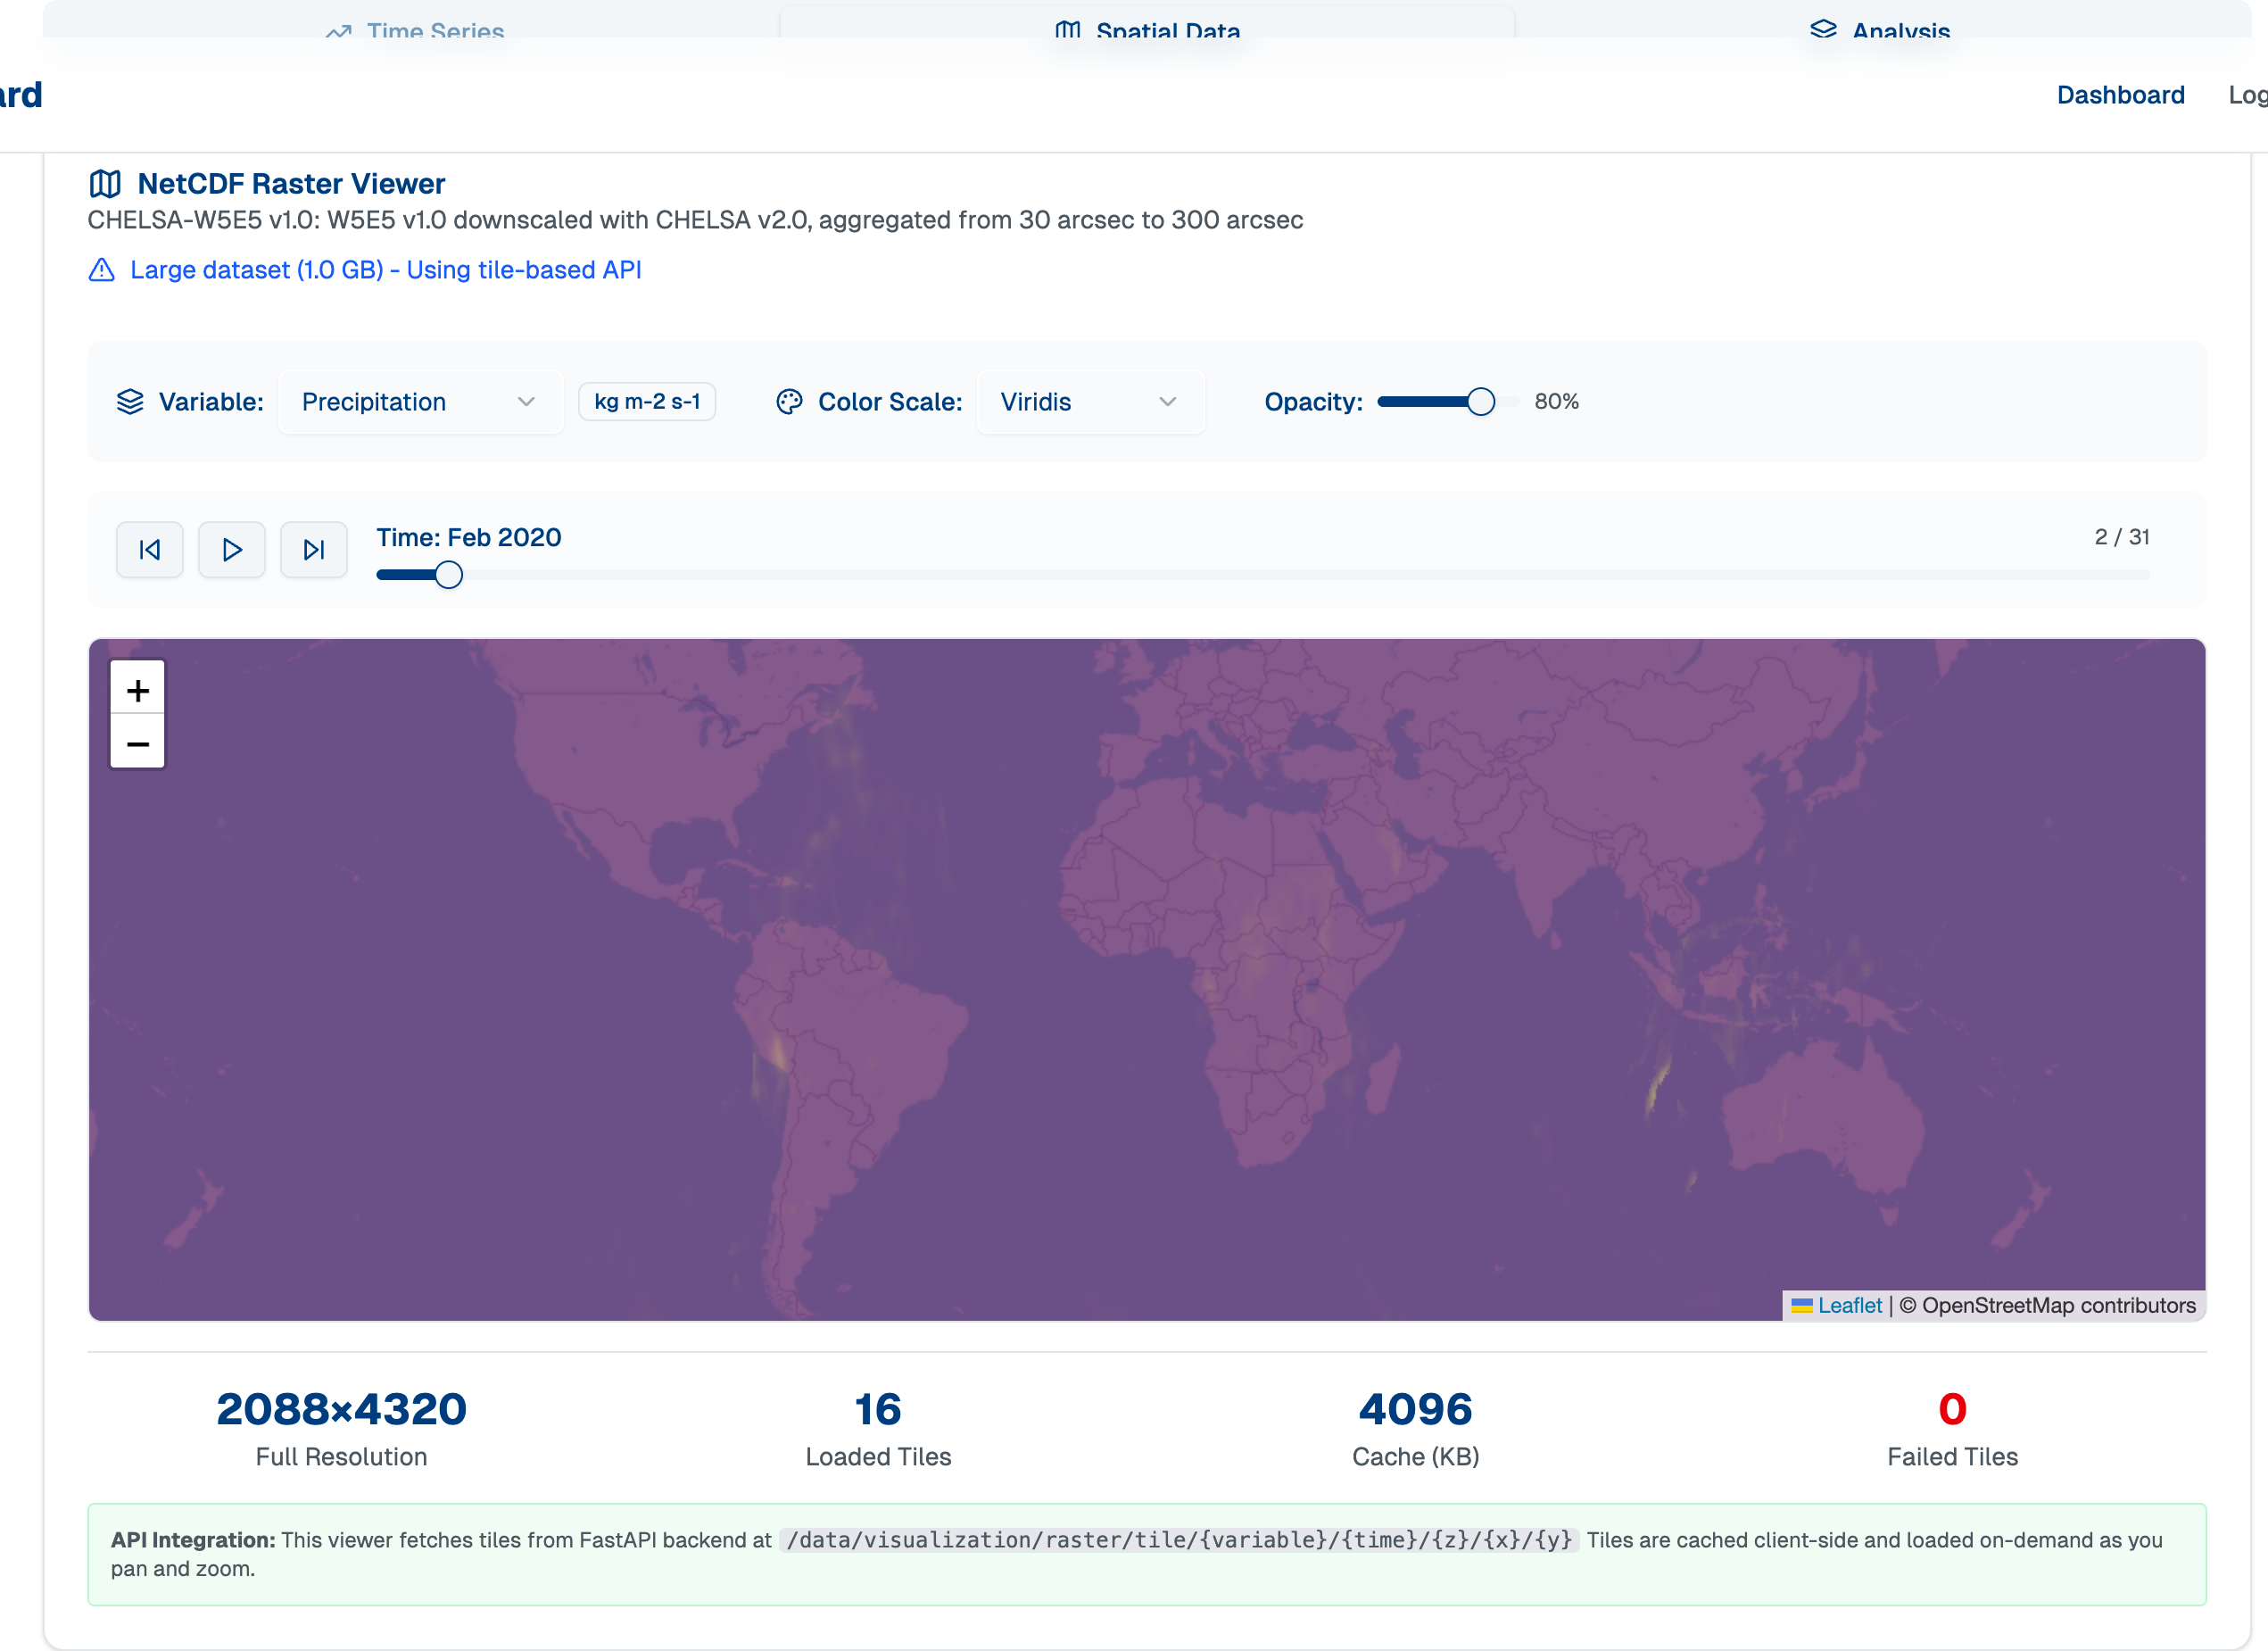 Time Series
Spatial Data
Analysis
ard
Dashboard
Log
NetCDF Raster Viewer
CHELSA-W5E5 v1.0: W5E5 v1.0 downscaled with CHELSA v2.0, aggregated from 30 arcsec to 300 arcsec
Large dataset (1.0 GB) - Using tile-based API
Variable: Precipitation kg m-2 s-1 Color Scale: Viridis Opacity: 80%
Time: Feb 2020 2 / 31
+
−
Leaflet | © OpenStreetMap contributors
2088×4320 16 4096 0
Full Resolution Loaded Tiles Cache (KB) Failed Tiles
API Integration: This viewer fetches tiles from FastAPI backend at /data/visualization/raster/tile/{variable}/{time}/{z}/{x}/{y} Tiles are cached client-side and loaded on-demand as you
pan and zoom.